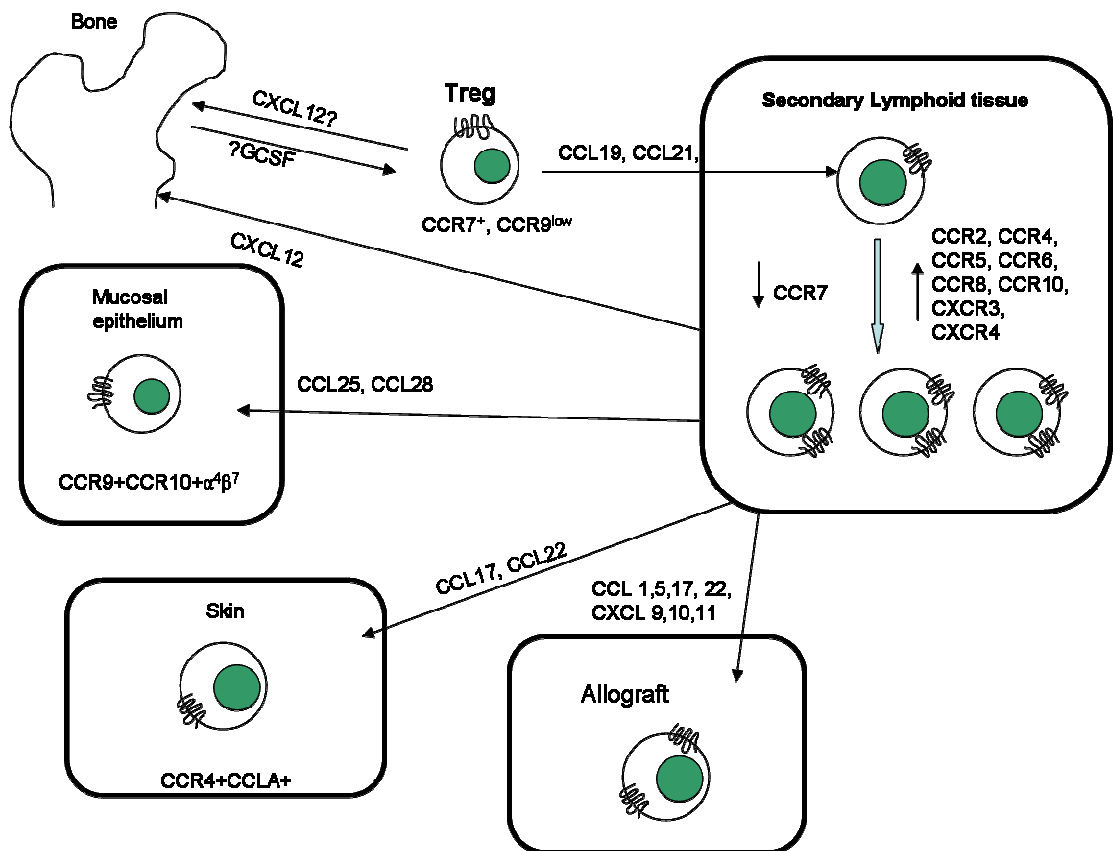 Bone
CXCL12?
?GCSF
Treg
CCR7⁺, CCR9ˡᵒʷ
CCL19, CCL21,
Secondary Lymphoid tissue
CCR7
CCR2, CCR4,
CCR5, CCR6,
CCR8, CCR10,
CXCR3,
CXCR4
CXCL12
Mucosal
epithelium
CCR9+CCR10+α⁴β⁷
CCL25, CCL28
CCL17, CCL22
Skin
CCR4+CCLA+
CCL 1,5,17, 22,
CXCL 9,10,11
Allograft